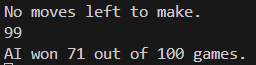 No moves left to make.
99
AI won 71 out of 100 games.